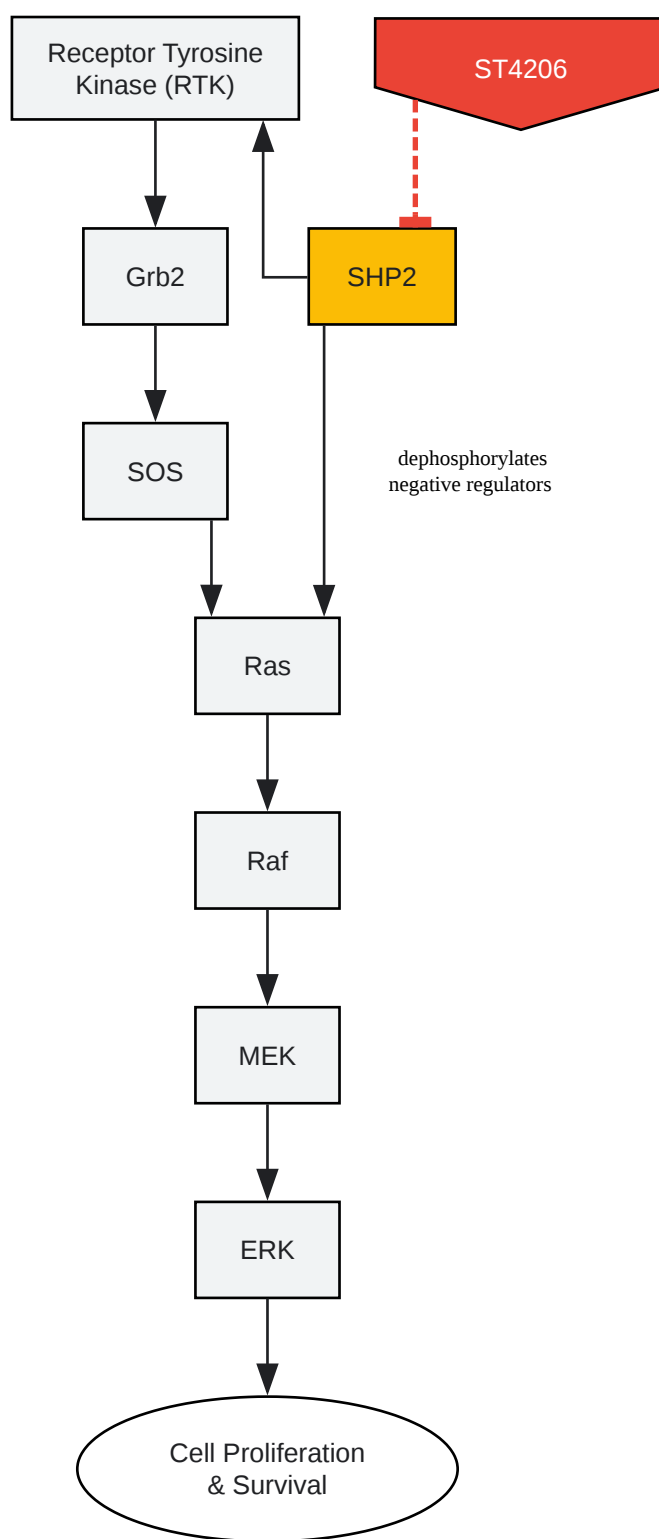 Receptor Tyrosine
Kinase (RTK)
ST4206
Grb2
SHP2
SOS
dephosphorylates
negative regulators
Ras
Raf
MEK
ERK
Cell Proliferation
& Survival